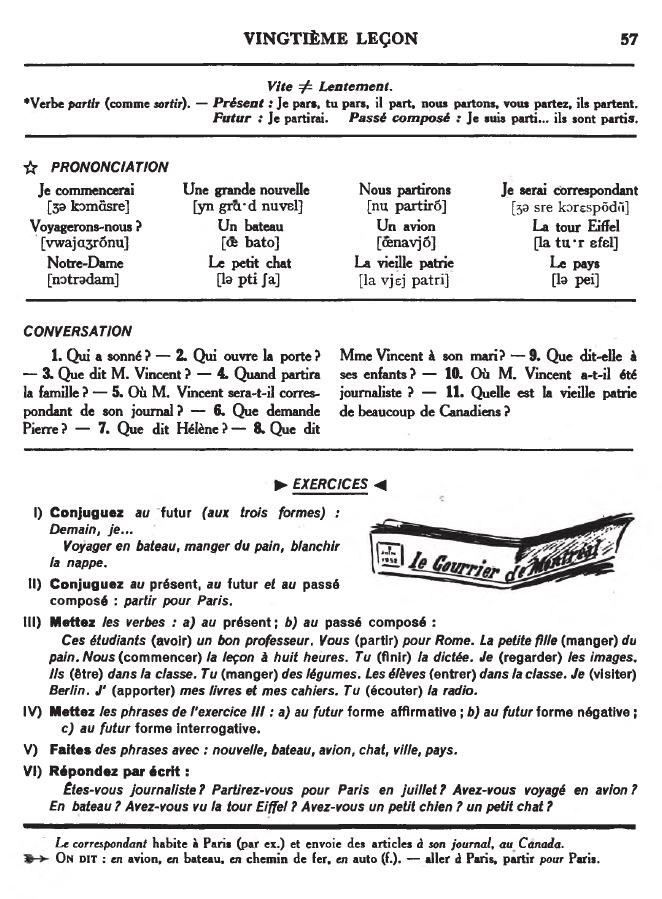 VINGTIÈME LEÇON 57
Vite ≠ Lentement.
*Verbe partir (comme sortir). — Présent : Je pars, tu pars, il part, nous partons, vous partez, ils partent.
Futur : Je partirai. Passé composé : Je suis parti... ils sont partis.
☆ PRONONCIATION
Je commencerai Une grande nouvelle Nous partirons Je serai correspondant
[ʒə kɔmɑ̃sre] [yn grɑ̃·d nuvɛl] [nu partirɔ̃] [ʒə sre kɔrɛspɔ̃dɑ̃]
Voyagerons-nous ? Un bateau Un avion La tour Eiffel
[vwajaʒrɔ̃nu] [œ̃ bato] [œ̃navjɔ̃] [la tu·r efɛl]
Notre-Dame Le petit chat La vieille patrie Le pays
[nɔtrədam] [lə pti ʃa] [la vjɛj patri] [lə pei]
CONVERSATION
1. Qui a sonné ? — 2. Qui ouvre la porte ?
— 3. Que dit M. Vincent ? — 4. Quand partira
la famille ? — 5. Où M. Vincent sera-t-il corres-
pondant de son journal ? — 6. Que demande
Pierre ? — 7. Que dit Hélène ? — 8. Que dit
Mme Vincent à son mari ? — 9. Que dit-elle à
ses enfants ? — 10. Où M. Vincent a-t-il été
journaliste ? — 11. Quelle est la vieille patrie
de beaucoup de Canadiens ?
► EXERCICES ◄
I) Conjuguez au futur (aux trois formes) :
Demain, je...
Voyager en bateau, manger du pain, blanchir
la nappe.
II) Conjuguez au présent, au futur et au passé
composé : partir pour Paris.
le Courrier de Montréal
III) Mettez les verbes : a) au présent ; b) au passé composé :
Ces étudiants (avoir) un bon professeur. Vous (partir) pour Rome. La petite fille (manger) du
pain. Nous (commencer) la leçon à huit heures. Tu (finir) la dictée. Je (regarder) les images.
Ils (être) dans la classe. Tu (manger) des légumes. Les élèves (entrer) dans la classe. Je (visiter)
Berlin. J' (apporter) mes livres et mes cahiers. Tu (écouter) la radio.
IV) Mettez les phrases de l'exercice III : a) au futur forme affirmative ; b) au futur forme négative ;
c) au futur forme interrogative.
V) Faites des phrases avec : nouvelle, bateau, avion, chat, ville, pays.
VI) Répondez par écrit :
Êtes-vous journaliste ? Partirez-vous pour Paris en juillet ? Avez-vous voyagé en avion ?
En bateau ? Avez-vous vu la tour Eiffel ? Avez-vous un petit chien ? un petit chat ?
Le correspondant habite à Paris (par ex.) et envoie des articles à son journal, au Canada.
ON DIT : en avion, en bateau, en chemin de fer, en auto (f.). — aller à Paris, partir pour Paris.